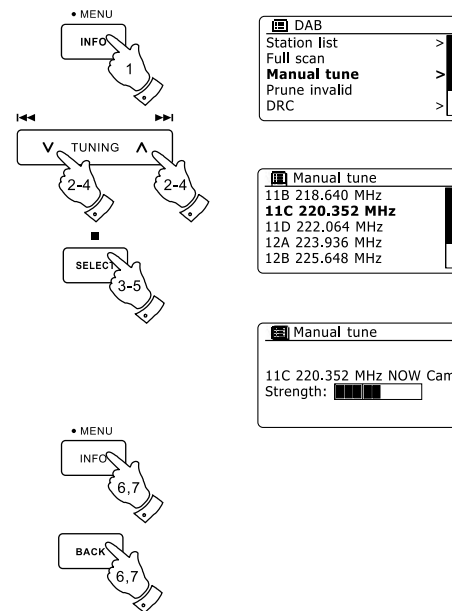 • MENU
INFO
1
TUNING
2-4
2-4
SELECT
3-5
• MENU
INFO
6,7
BACK
6,7
DAB
Station list >
Full scan
Manual tune >
Prune invalid
DRC >
Manual tune
11B 218.640 MHz
11C 220.352 MHz
11D 222.064 MHz
12A 223.936 MHz
12B 225.648 MHz
Manual tune
11C 220.352 MHz NOW Cam
Strength: